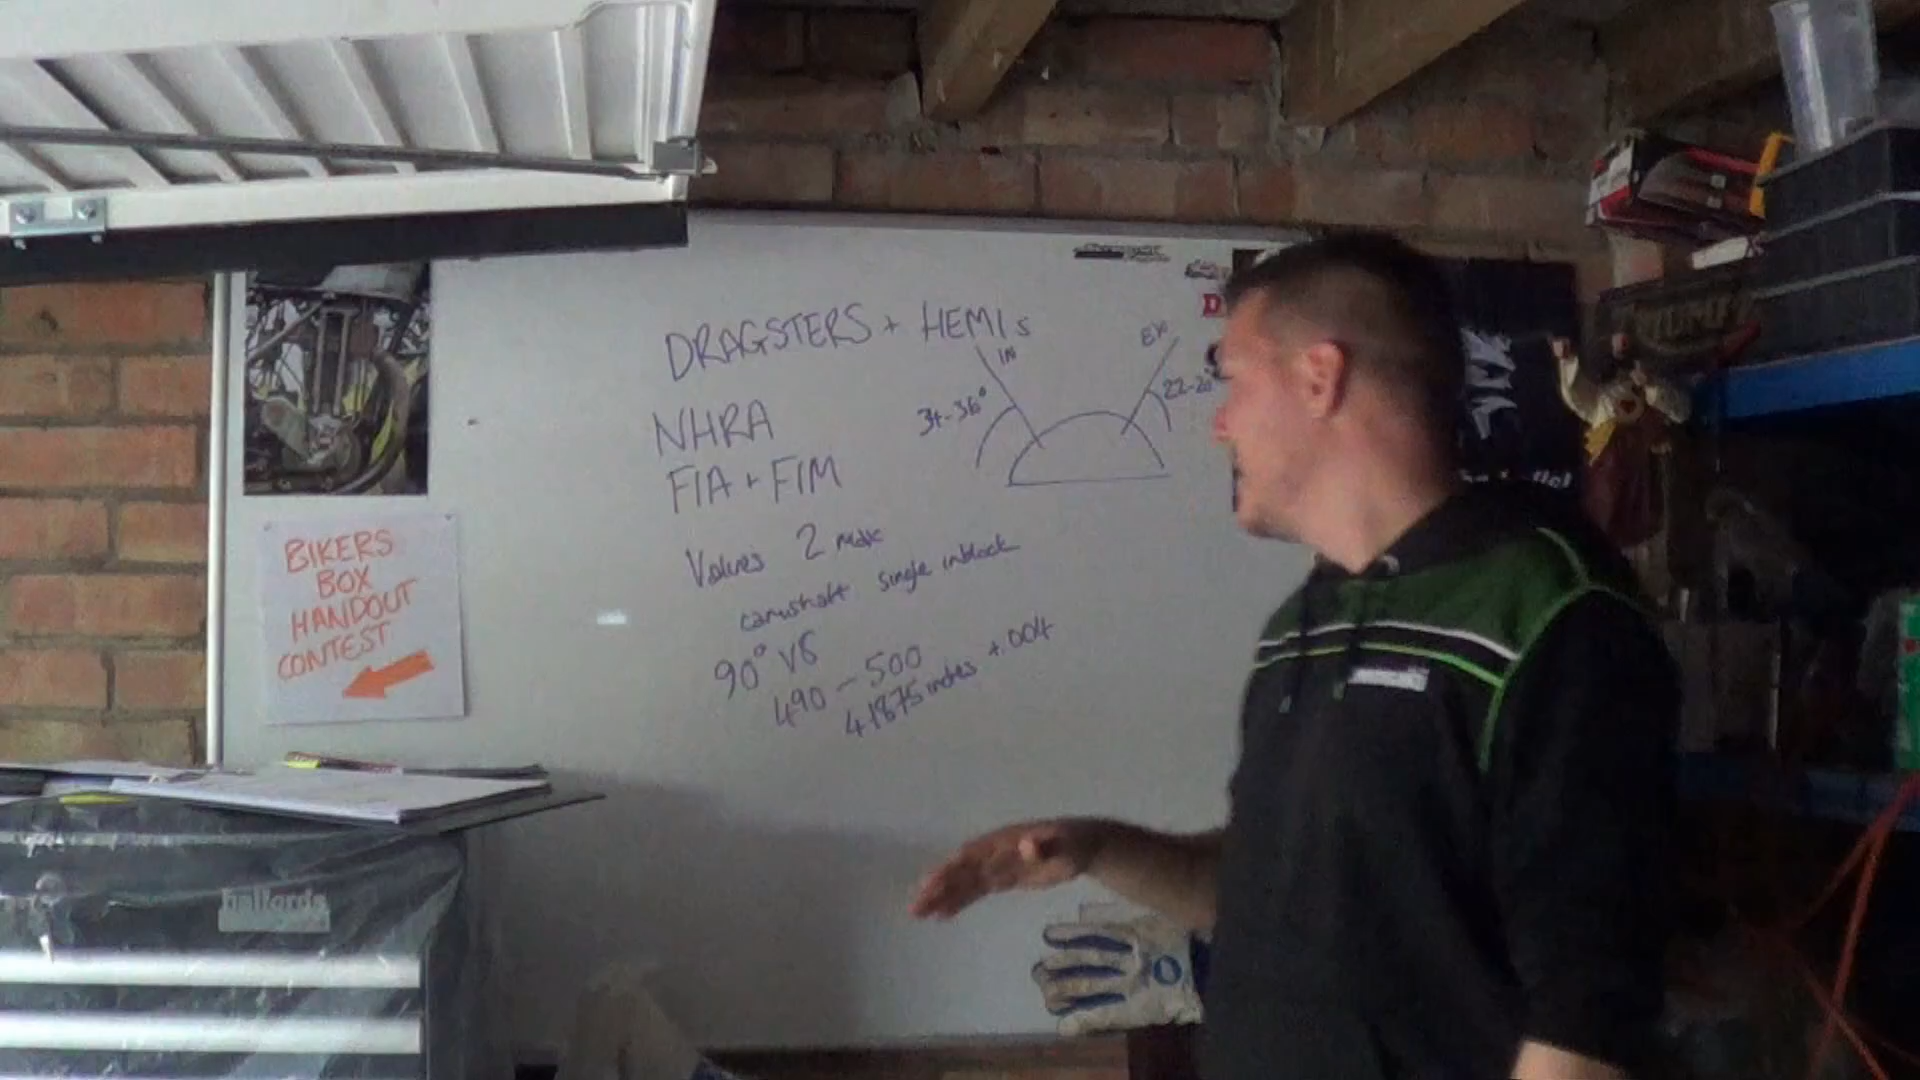 DRAGSTERS + HEMIs
IN
EX
34-36°
NHRA
FIA + FIM
Valves 2 max
camshaft single inblock
90° V8
490 - 500
4.1875 inches +.004
BIKERS
BOX
HANDOUT
CONTEST
halfords